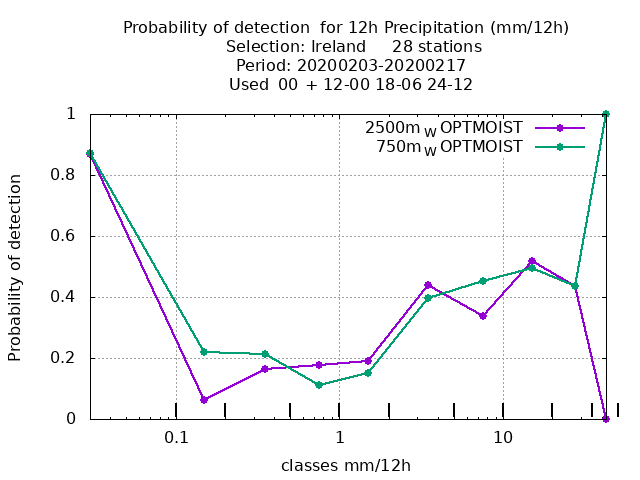 Probability of detection  for 12h Precipitation (mm/12h)
Selection: Ireland     28 stations
Period: 20200203-20200217
Used  00  + 12-00 18-06 24-12
2500m W OPTMOIST
750m W OPTMOIST
1
0.8
0.6
0.4
0.2
0
Probability of detection
0.1 1 10
classes mm/12h